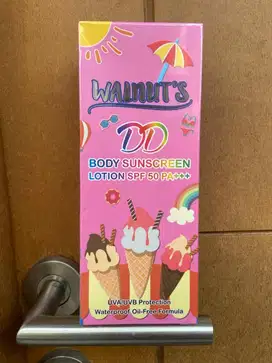 WALNUT'S
DD
BODY SUNSCREEN
LOTION SPF 50 PA+++
UVA/UVB Protection
Waterproof Oil-Free Formula